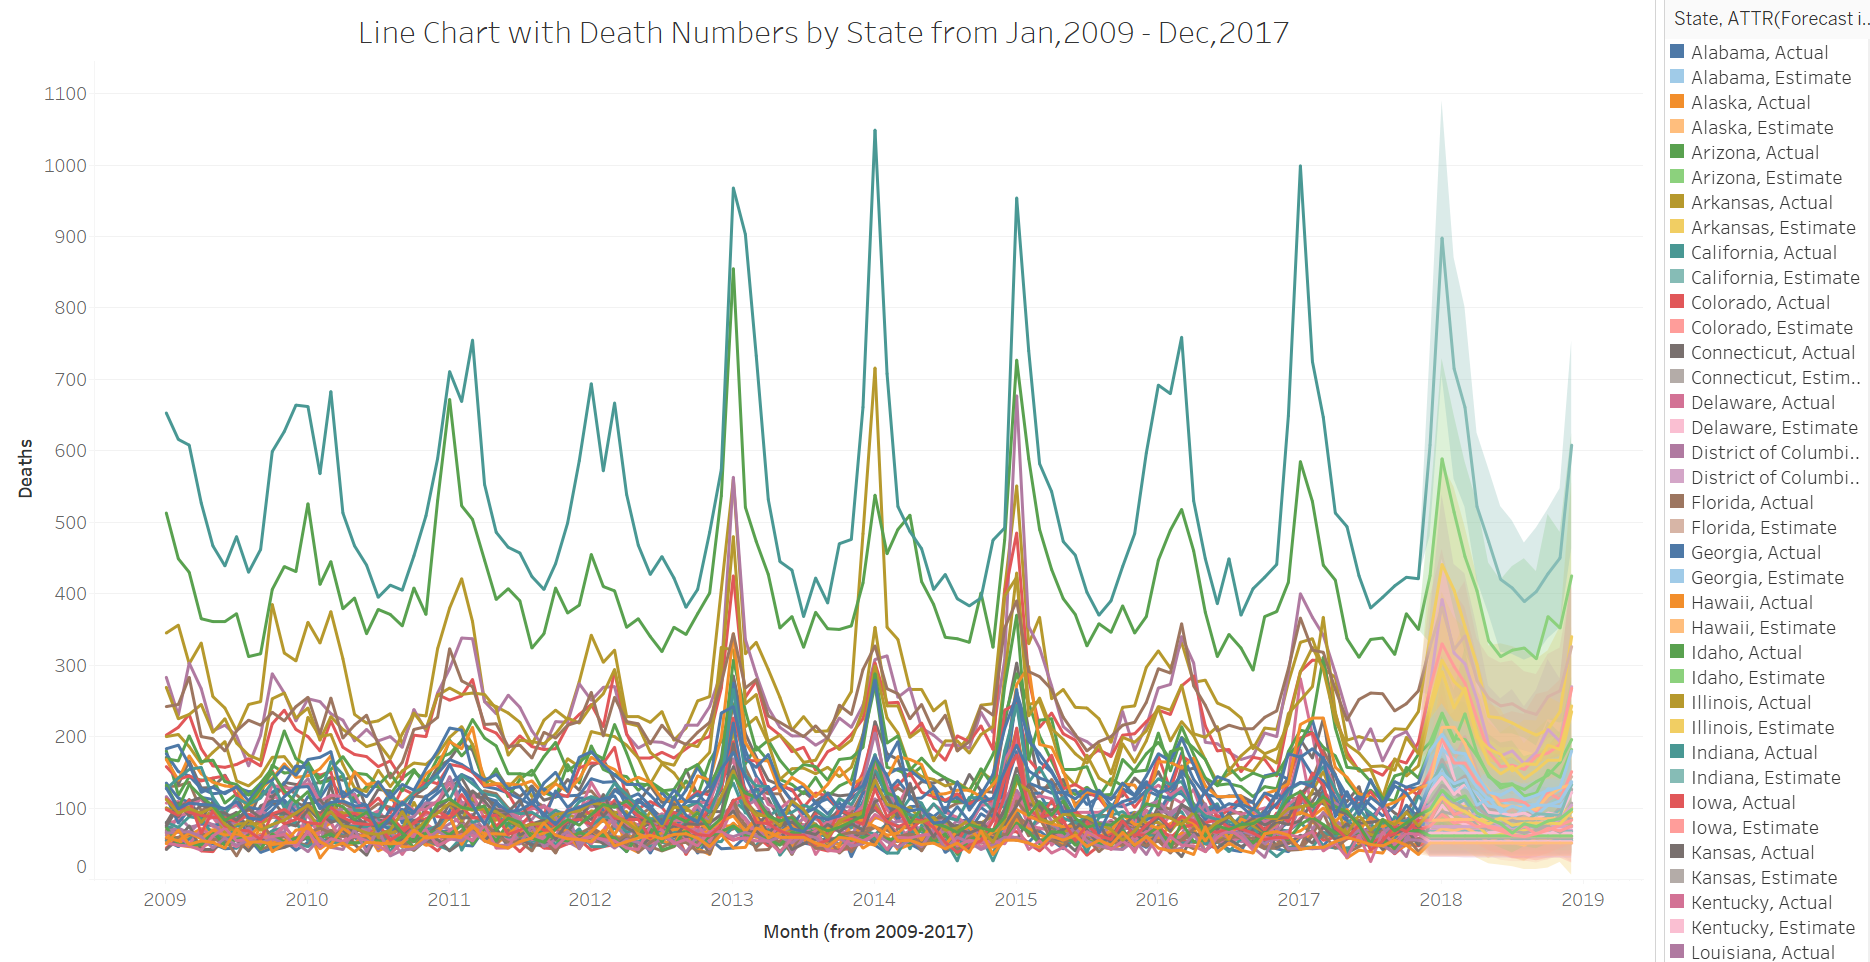 Line Chart with Death Numbers by State from Jan,2009 - Dec,2017
1100
1000
900
800
700
600
500
400
300
200
100
0
Deaths
2009 2010 2011 2012 2013 2014 2015 2016 2017 2018 2019
Month (from 2009-2017)
State, ATTR(Forecast i..
Alabama, Actual
Alabama, Estimate
Alaska, Actual
Alaska, Estimate
Arizona, Actual
Arizona, Estimate
Arkansas, Actual
Arkansas, Estimate
California, Actual
California, Estimate
Colorado, Actual
Colorado, Estimate
Connecticut, Actual
Connecticut, Estim..
Delaware, Actual
Delaware, Estimate
District of Columbi..
District of Columbi..
Florida, Actual
Florida, Estimate
Georgia, Actual
Georgia, Estimate
Hawaii, Actual
Hawaii, Estimate
Idaho, Actual
Idaho, Estimate
Illinois, Actual
Illinois, Estimate
Indiana, Actual
Indiana, Estimate
Iowa, Actual
Iowa, Estimate
Kansas, Actual
Kansas, Estimate
Kentucky, Actual
Kentucky, Estimate
Louisiana, Actual